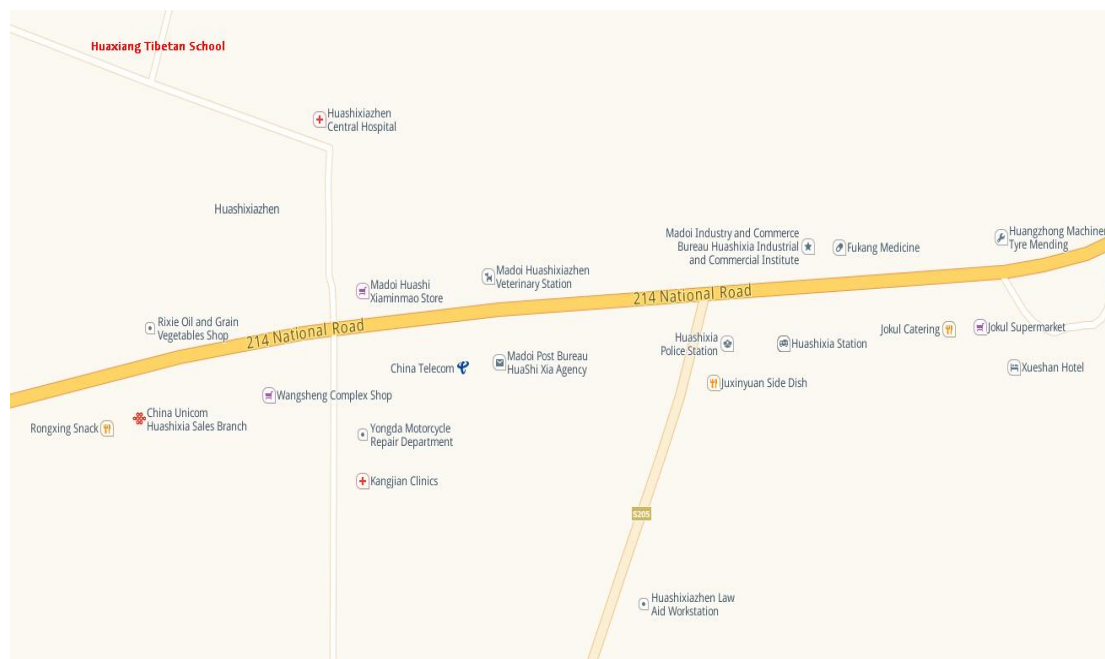 Huaxiang Tibetan School
Huashixiazhen
Central Hospital
Huashixiazhen
Madoi Industry and Commerce
Bureau Huashixia Industrial
and Commercial Institute
Fukang Medicine
Huangzhong Machiner
Tyre Mending
Madoi Huashixiazhen
Veterinary Station
Madoi Huashi
Xiaminmao Store
214 National Road
Rixie Oil and Grain
Vegetables Shop
214 National Road
Jokul Catering
Jokul Supermarket
Huashixia
Police Station
Huashixia Station
China Telecom
Madoi Post Bureau
HuaShi Xia Agency
Xueshan Hotel
Juxinyuan Side Dish
Wangsheng Complex Shop
China Unicom
Huashixia Sales Branch
Rongxing Snack
Yongda Motorcycle
Repair Department
Kangjian Clinics
S205
Huashixiazhen Law
Aid Workstation